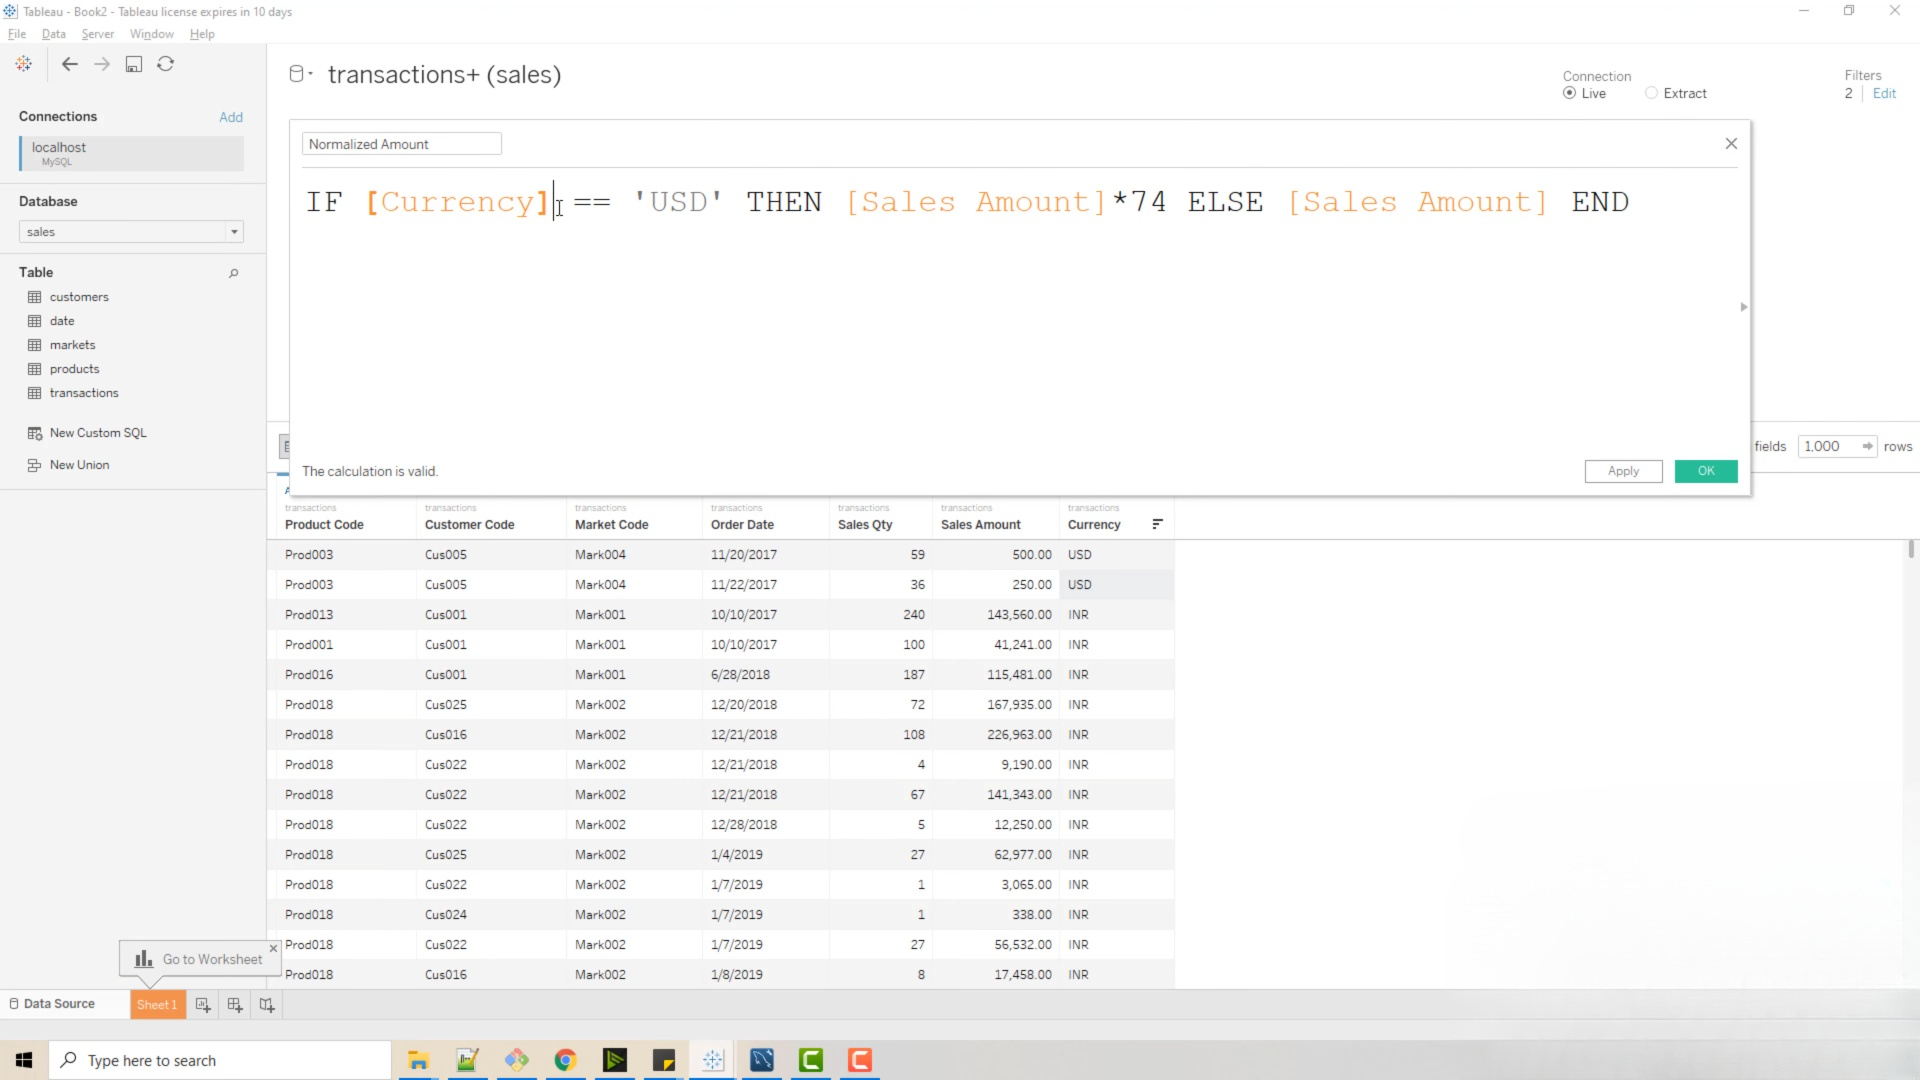 Tableau - Book2 - Tableau license expires in 10 days
File Data Server Window Help
transactions+ (sales)
Connection
Live Extract
Filters
2 Edit
Connections Add
localhost
MySQL
Database
sales
Table
customers
date
markets
products
transactions
New Custom SQL
New Union
Normalized Amount
IF [Currency] == 'USD' THEN [Sales Amount]*74 ELSE [Sales Amount] END
The calculation is valid.
Apply OK
fields 1,000 rows
transactions transactions transactions transactions transactions transactions transactions
Product Code Customer Code Market Code Order Date Sales Qty Sales Amount Currency
Prod003 Cus005 Mark004 11/20/2017 59 500.00 USD
Prod003 Cus005 Mark004 11/22/2017 36 250.00 USD
Prod013 Cus001 Mark001 10/10/2017 240 143,560.00 INR
Prod001 Cus001 Mark001 10/10/2017 100 41,241.00 INR
Prod016 Cus001 Mark001 6/28/2018 187 115,481.00 INR
Prod018 Cus025 Mark002 12/20/2018 72 167,935.00 INR
Prod018 Cus016 Mark002 12/21/2018 108 226,963.00 INR
Prod018 Cus022 Mark002 12/21/2018 4 9,190.00 INR
Prod018 Cus022 Mark002 12/21/2018 67 141,343.00 INR
Prod018 Cus022 Mark002 12/28/2018 5 12,250.00 INR
Prod018 Cus025 Mark002 1/4/2019 27 62,977.00 INR
Prod018 Cus022 Mark002 1/7/2019 1 3,065.00 INR
Prod018 Cus024 Mark002 1/7/2019 1 338.00 INR
Prod018 Cus022 Mark002 1/7/2019 27 56,532.00 INR
Prod018 Cus016 Mark002 1/8/2019 8 17,458.00 INR
Go to Worksheet
Data Source Sheet 1
Type here to search